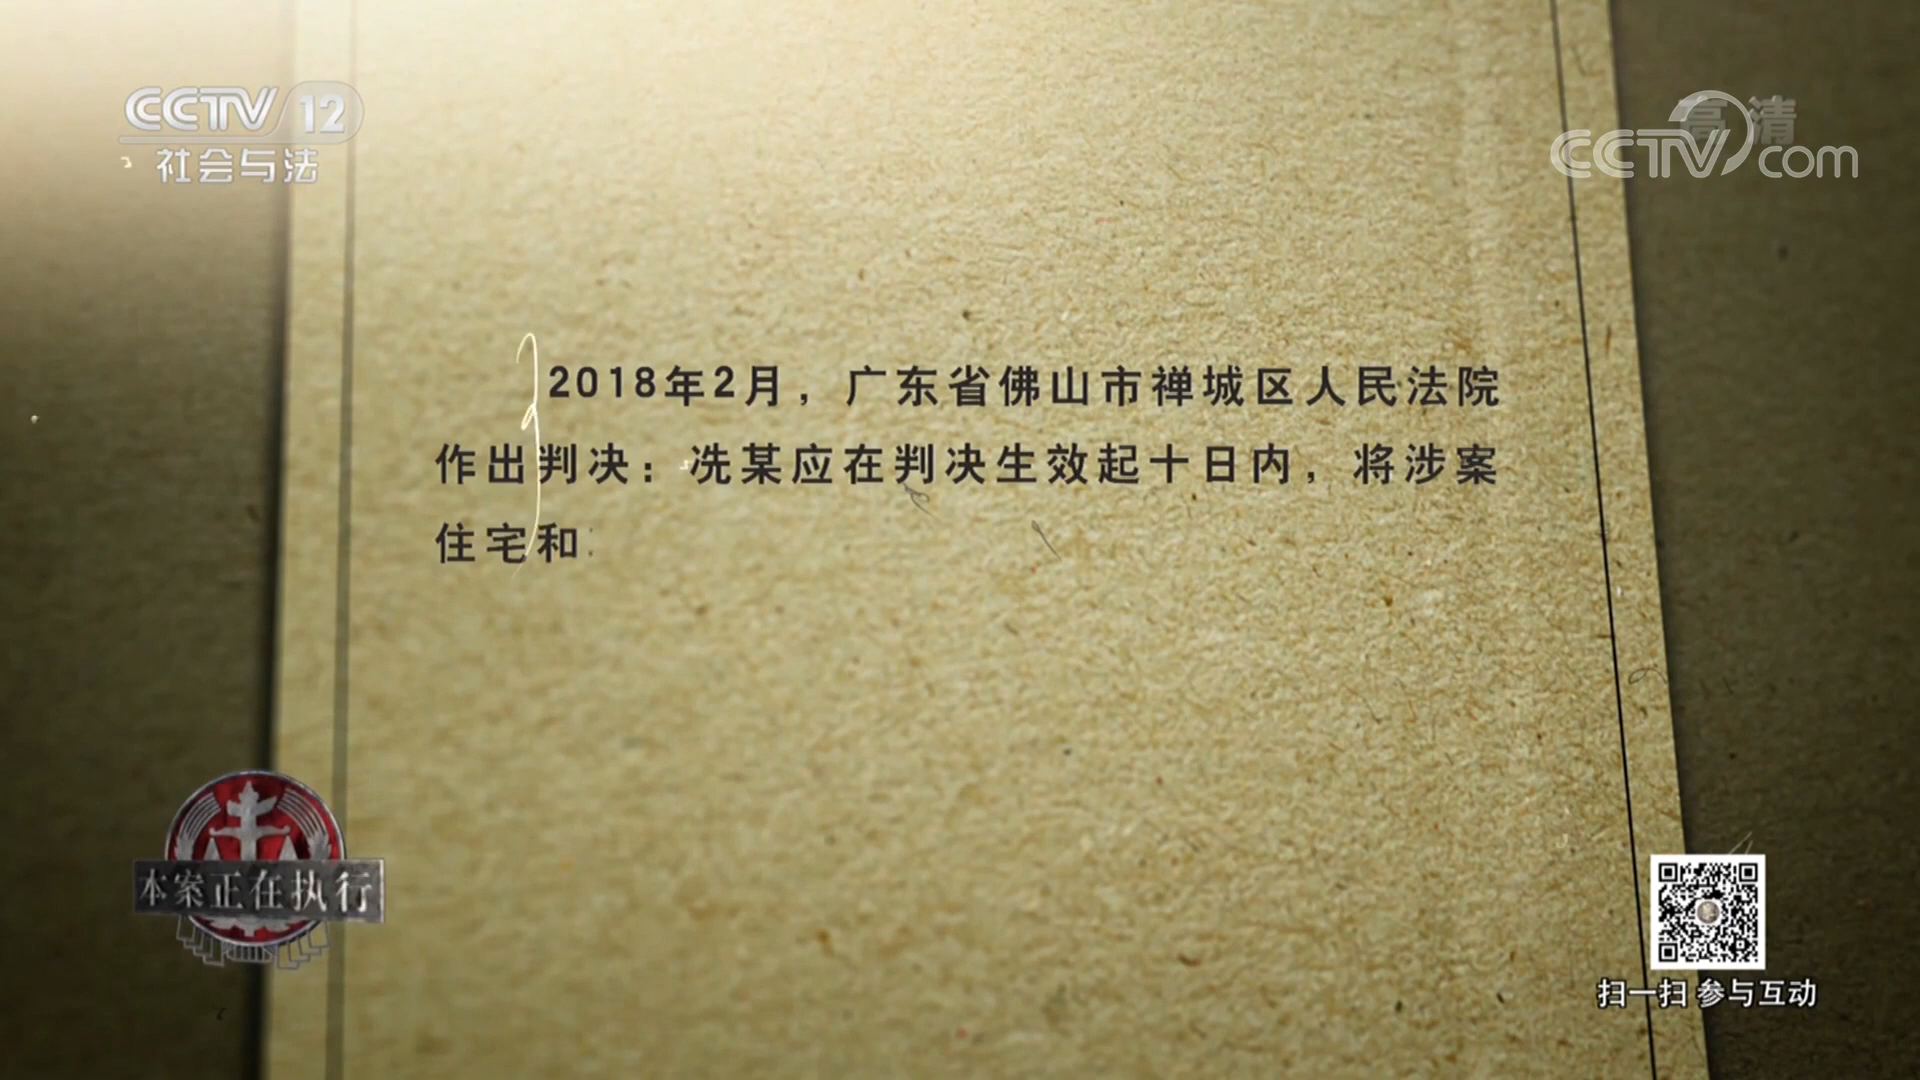 CCTV 12
社会与法
高清
CCTV.com
2018年2月，广东省佛山市禅城区人民法院
作出判决：冼某应在判决生效起十日内，将涉案
住宅和
本案正在执行
扫一扫 参与互动